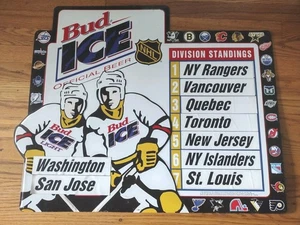 Bud
ICE
OFFICIAL BEER
NHL
DIVISION STANDINGS
1 NY Rangers
2 Vancouver
3 Quebec
4 Toronto
5 New Jersey
6 NY Islanders
7 St. Louis
Bud
ICE
LIGHT
Bud
ICE
Washington
San Jose